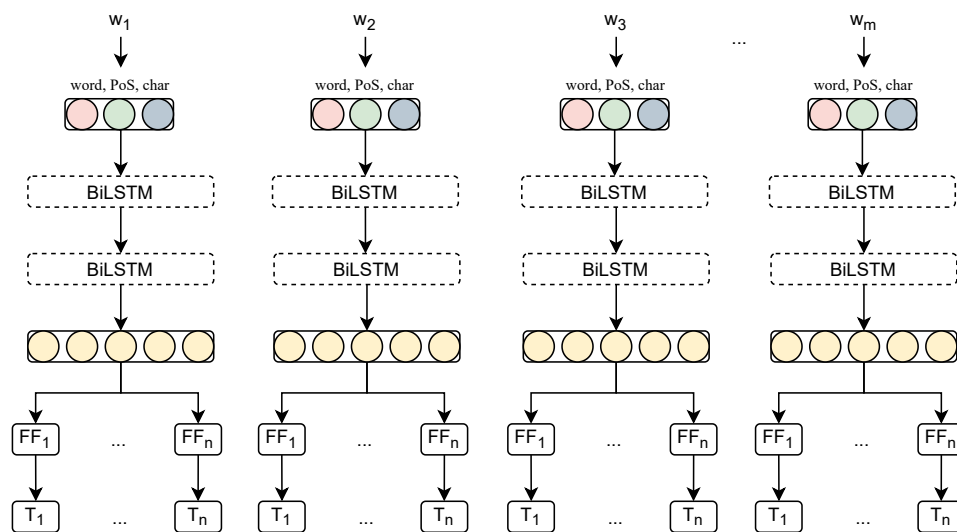 w1 w2 w3 ... wm
word, PoS, char word, PoS, char word, PoS, char word, PoS, char
BiLSTM BiLSTM BiLSTM BiLSTM
BiLSTM BiLSTM BiLSTM BiLSTM
FF1 ... FFn FF1 ... FFn FF1 ... FFn FF1 ... FFn
T1 ... Tn T1 ... Tn T1 ... Tn T1 ... Tn